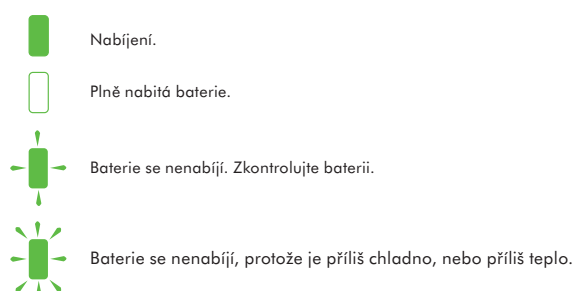 Nabíjení.
Plně nabitá baterie.
Baterie se nenabíjí. Zkontrolujte baterii.
Baterie se nenabíjí, protože je příliš chladno, nebo příliš teplo.